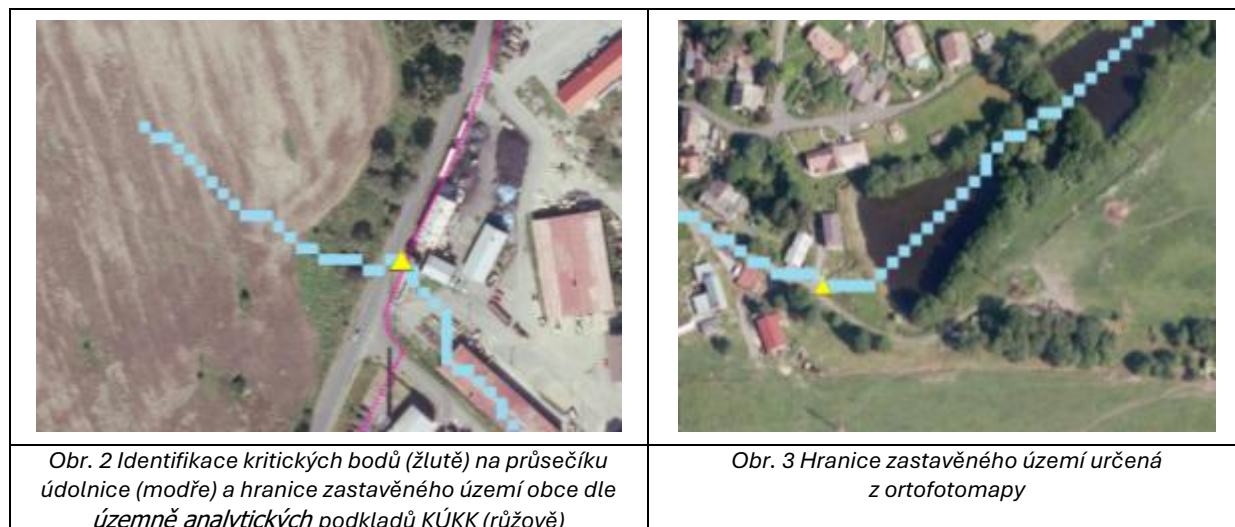 Obr. 2 Identifikace kritických bodů (žlutě) na průsečíku
údolnice (modře) a hranice zastavěného území obce dle
územně analytických podkladů KÚKK (růžově)
Obr. 3 Hranice zastavěného území určená
z ortofotomapy